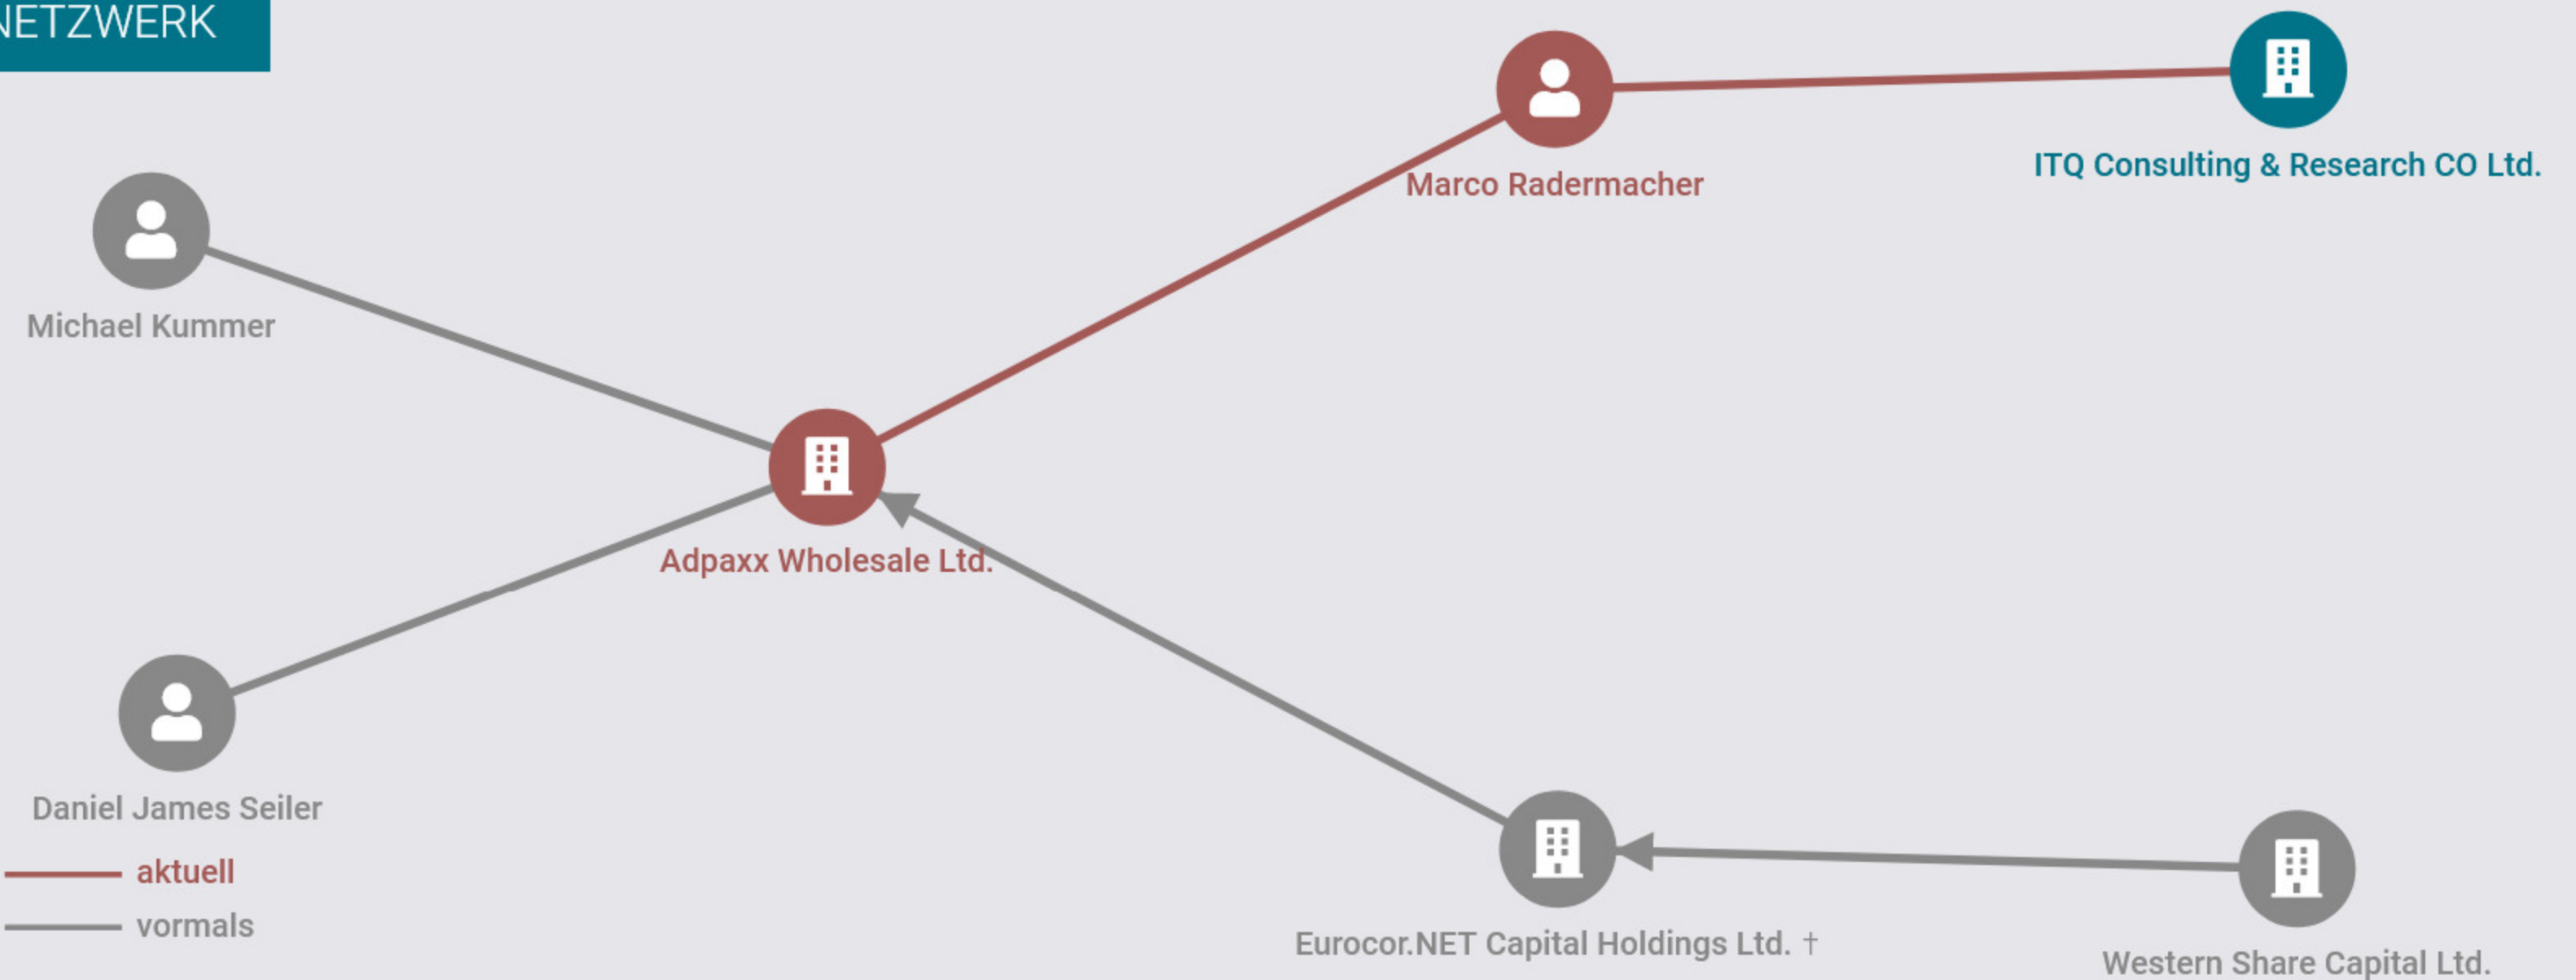 NETZWERK
Marco Radermacher
ITQ Consulting & Research CO Ltd.
Michael Kummer
Adpaxx Wholesale Ltd.
Daniel James Seiler
aktuell
vormals
Eurocor.NET Capital Holdings Ltd. †
Western Share Capital Ltd.